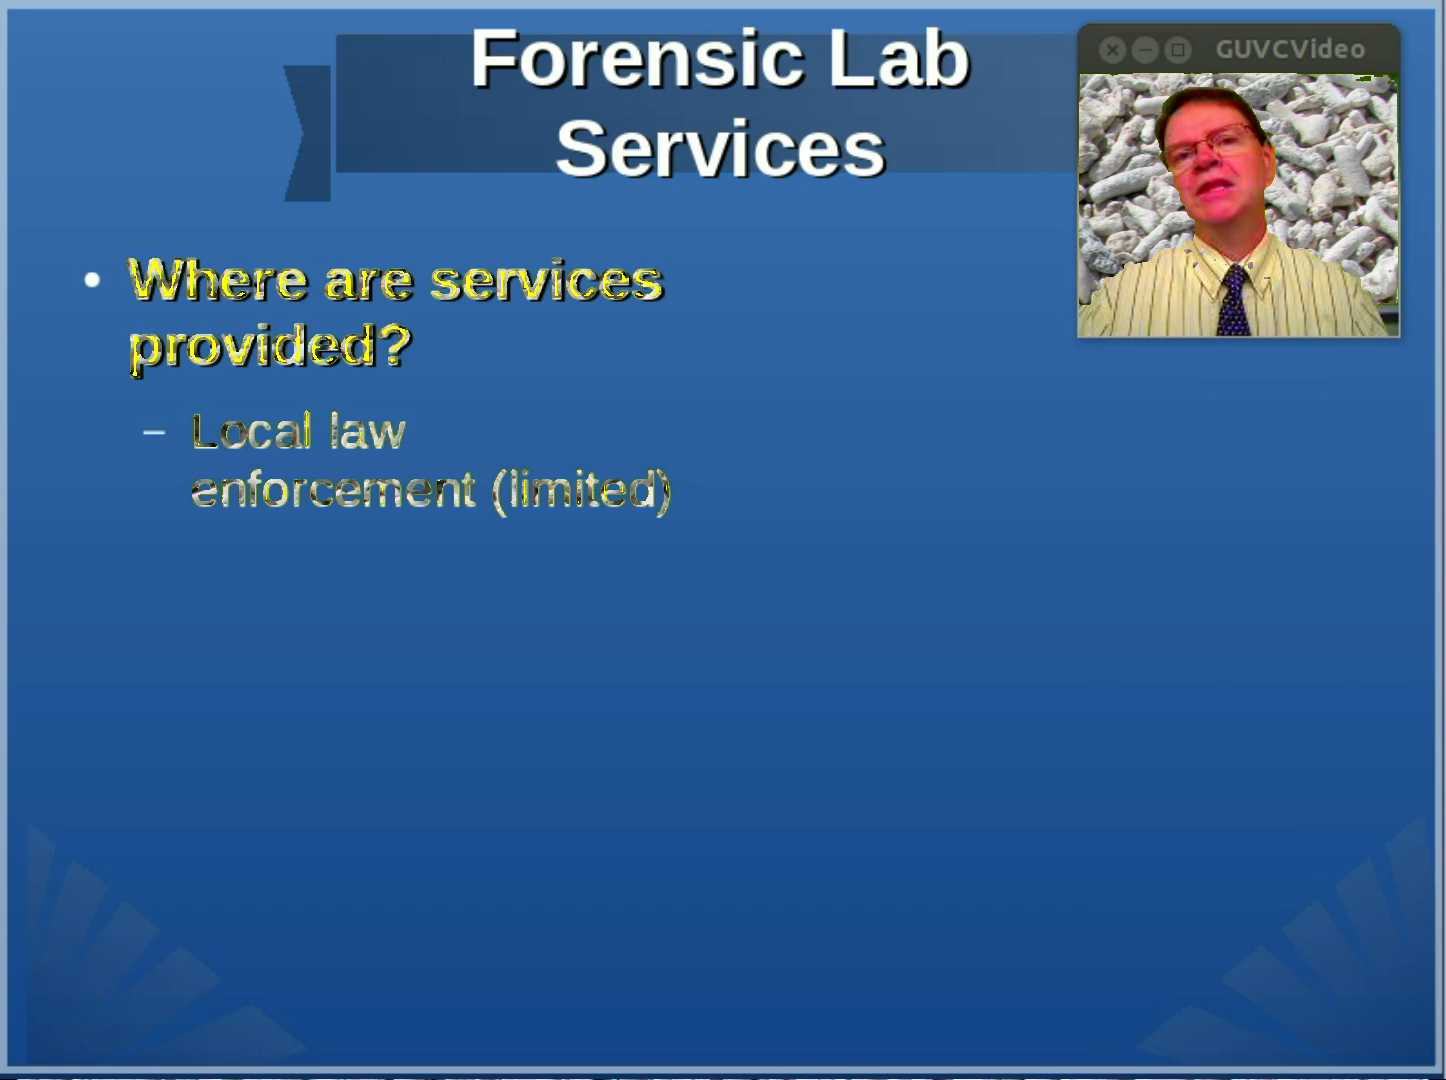 Forensic Lab
Services
GUVCVideo
• Where are services
provided?
– Local law
enforcement (limited)